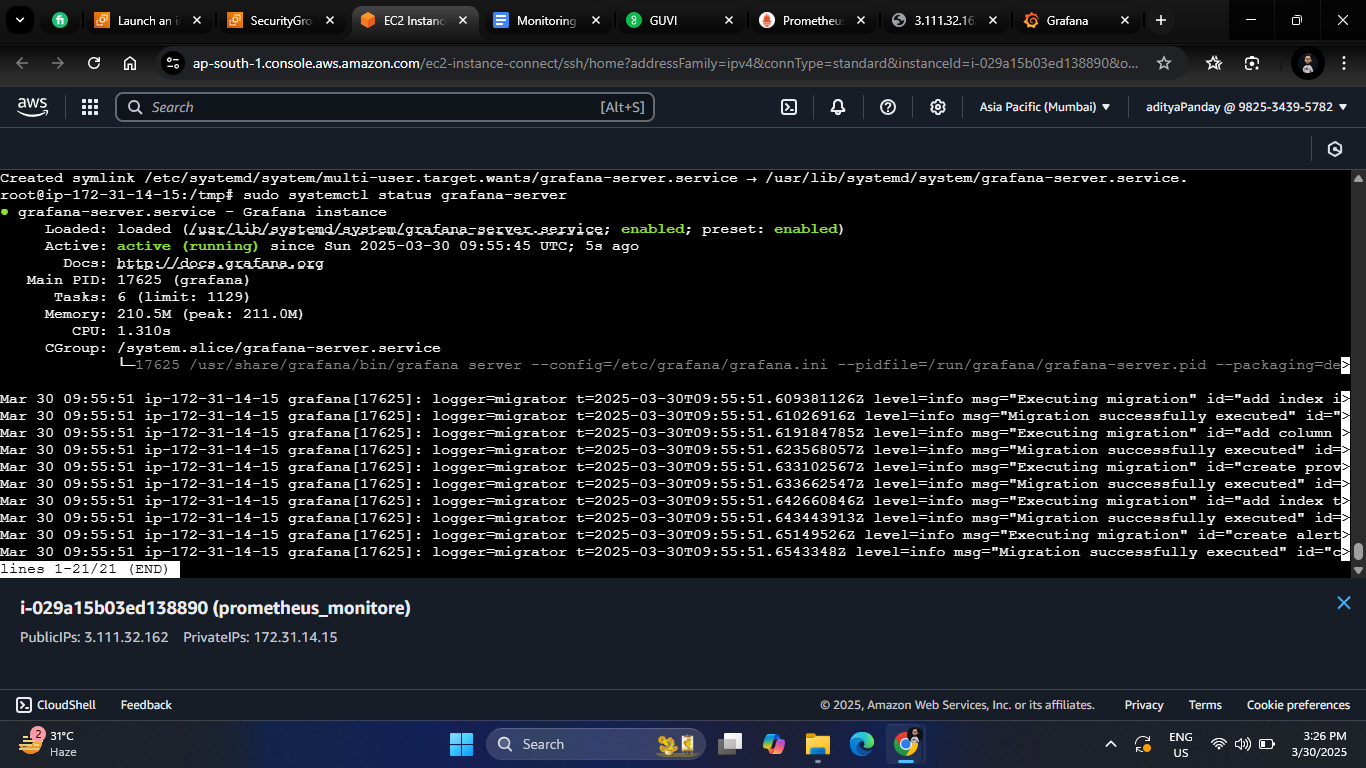 Launch an i
SecurityGro
EC2 Instanc
Monitoring
GUVI
Prometheus
3.111.32.16
Grafana
ap-south-1.console.aws.amazon.com/ec2-instance-connect/ssh/home?addressFamily=ipv4&connType=standard&instanceId=i-029a15b03ed138890&o...
aws
Search
[Alt+S]
Asia Pacific (Mumbai)
adityaPanday @ 9825-3439-5782
Created symlink /etc/systemd/system/multi-user.target.wants/grafana-server.service → /usr/lib/systemd/system/grafana-server.service.
root@ip-172-31-14-15:/tmp# sudo systemctl status grafana-server
● grafana-server.service - Grafana instance
Loaded: loaded (/usr/lib/systemd/system/grafana-server.service; enabled; preset: enabled)
Active: active (running) since Sun 2025-03-30 09:55:45 UTC; 5s ago
Docs: http://docs.grafana.org
Main PID: 17625 (grafana)
Tasks: 6 (limit: 1129)
Memory: 210.5M (peak: 211.0M)
CPU: 1.310s
CGroup: /system.slice/grafana-server.service
└─17625 /usr/share/grafana/bin/grafana server --config=/etc/grafana/grafana.ini --pidfile=/run/grafana/grafana-server.pid --packaging=de>
Mar 30 09:55:51 ip-172-31-14-15 grafana[17625]: logger=migrator t=2025-03-30T09:55:51.609381126Z level=info msg="Executing migration" id="add index i>
Mar 30 09:55:51 ip-172-31-14-15 grafana[17625]: logger=migrator t=2025-03-30T09:55:51.61026916Z level=info msg="Migration successfully executed" id=">
Mar 30 09:55:51 ip-172-31-14-15 grafana[17625]: logger=migrator t=2025-03-30T09:55:51.619184785Z level=info msg="Executing migration" id="add column >
Mar 30 09:55:51 ip-172-31-14-15 grafana[17625]: logger=migrator t=2025-03-30T09:55:51.623568057Z level=info msg="Migration successfully executed" id=>
Mar 30 09:55:51 ip-172-31-14-15 grafana[17625]: logger=migrator t=2025-03-30T09:55:51.633102567Z level=info msg="Executing migration" id="create prov>
Mar 30 09:55:51 ip-172-31-14-15 grafana[17625]: logger=migrator t=2025-03-30T09:55:51.633662547Z level=info msg="Migration successfully executed" id=>
Mar 30 09:55:51 ip-172-31-14-15 grafana[17625]: logger=migrator t=2025-03-30T09:55:51.642660846Z level=info msg="Executing migration" id="add index t>
Mar 30 09:55:51 ip-172-31-14-15 grafana[17625]: logger=migrator t=2025-03-30T09:55:51.643443913Z level=info msg="Migration successfully executed" id=>
Mar 30 09:55:51 ip-172-31-14-15 grafana[17625]: logger=migrator t=2025-03-30T09:55:51.65149526Z level=info msg="Executing migration" id="create alert>
Mar 30 09:55:51 ip-172-31-14-15 grafana[17625]: logger=migrator t=2025-03-30T09:55:51.6543348Z level=info msg="Migration successfully executed" id="c>
lines 1-21/21 (END)
i-029a15b03ed138890 (prometheus_monitore)
PublicIPs: 3.111.32.162 PrivateIPs: 172.31.14.15
CloudShell
Feedback
© 2025, Amazon Web Services, Inc. or its affiliates.
Privacy
Terms
Cookie preferences
2
31°C
Haze
Search
ENG
US
3:26 PM
3/30/2025